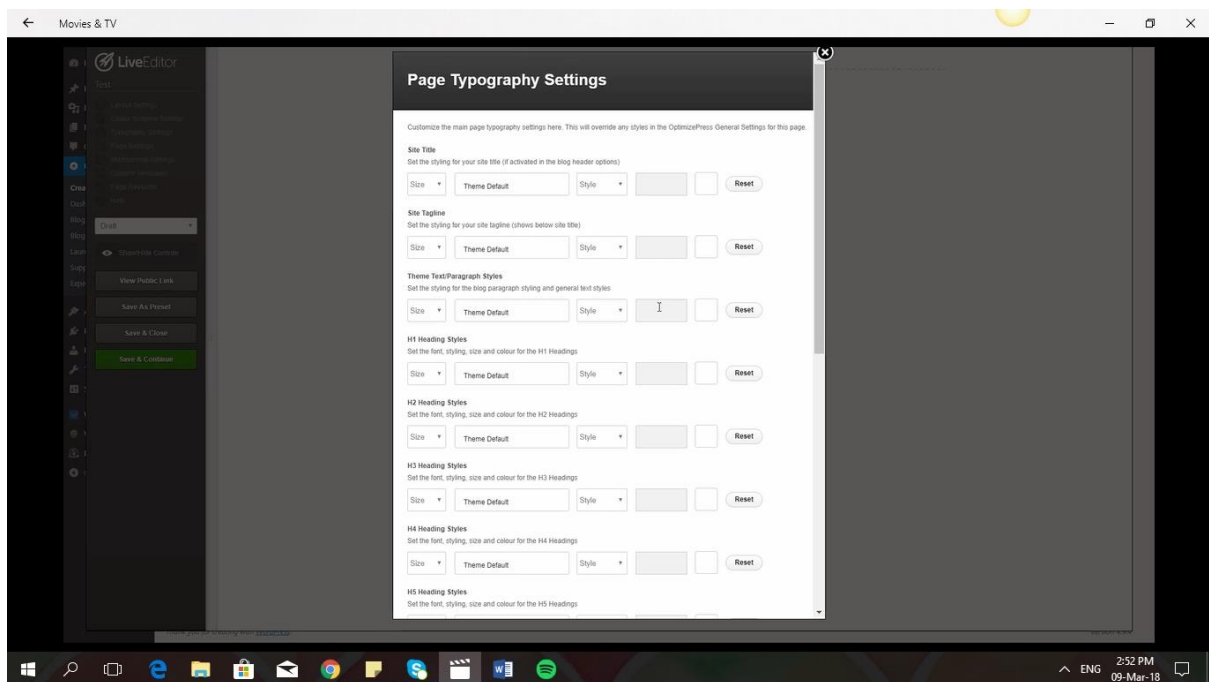 Movies & TV
LiveEditor
Test
Page Typography Settings
Customize the main page typography settings here. This will override any styles in the OptimizePress General Settings for this page.
Site Title
Set the styling for your site title (if activated in the blog header options)
Size Theme Default Style Reset
Site Tagline
Set the styling for your site tagline (shows below site title)
Size Theme Default Style Reset
Theme Text/Paragraph Styles
Set the styling for the blog paragraph styling and general text styles
Size Theme Default Style Reset
H1 Heading Styles
Set the font, styling, size and colour for the H1 Headings
Size Theme Default Style Reset
H2 Heading Styles
Set the font, styling, size and colour for the H2 Headings
Size Theme Default Style Reset
H3 Heading Styles
Set the font, styling, size and colour for the H3 Headings
Size Theme Default Style Reset
H4 Heading Styles
Set the font, styling, size and colour for the H4 Headings
Size Theme Default Style Reset
H5 Heading Styles
Set the font, styling, size and colour for the H5 Headings
Draft
View Public Link
Save As Preset
Save & Close
Save & Continue
ENG
2:52 PM
09-Mar-18